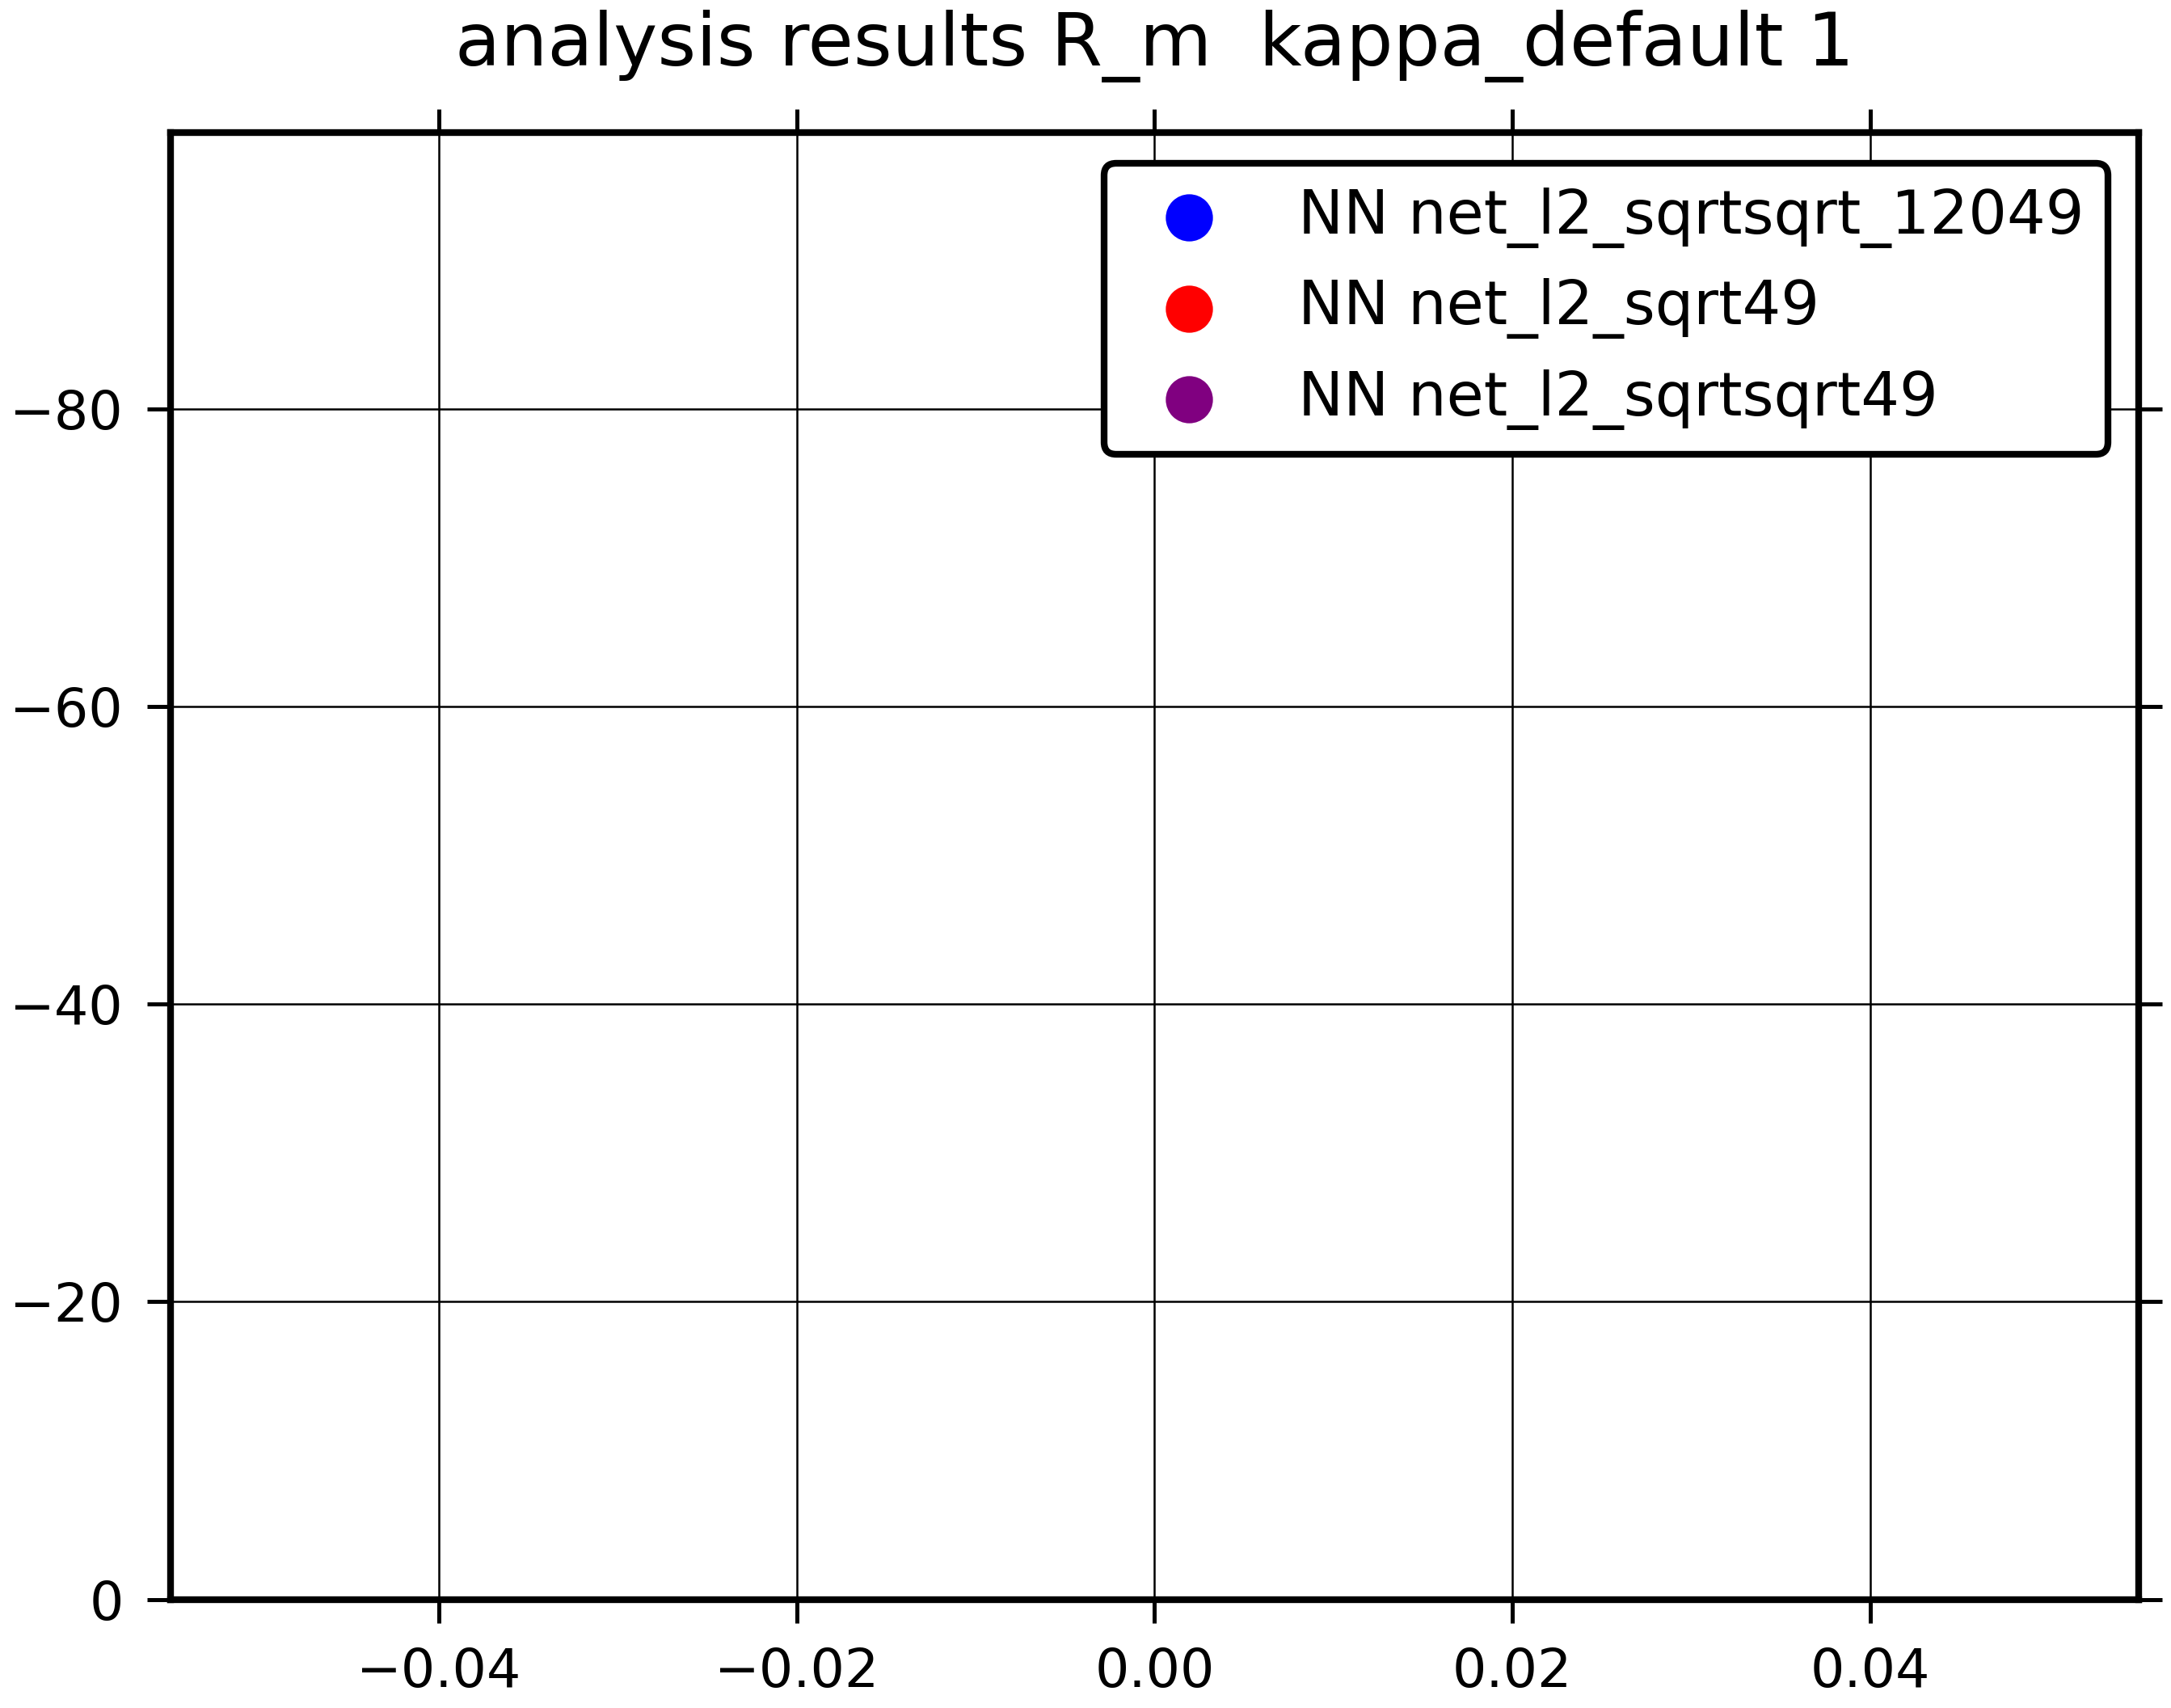 analysis results R_m  kappa_default 1
NN net_l2_sqrtsqrt_12049
NN net_l2_sqrt49
NN net_l2_sqrtsqrt49
−80
−60
−40
−20
0
−0.04 −0.02 0.00 0.02 0.04